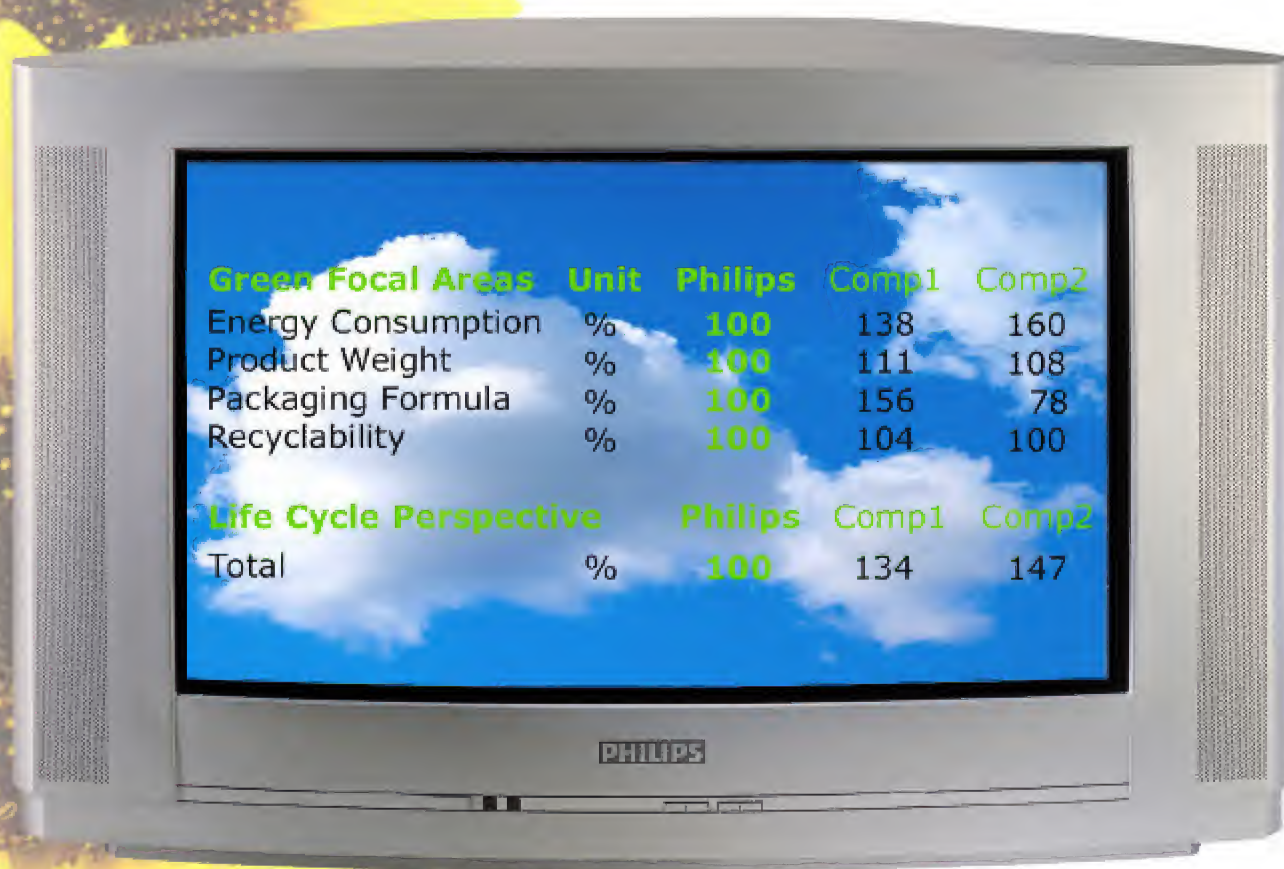 Green Focal Areas Unit Philips Comp1 Comp2
Energy Consumption % 100 138 160
Product Weight % 100 111 108
Packaging Formula % 100 156 78
Recyclability % 100 104 100
Life Cycle Perspective Philips Comp1 Comp2
Total % 100 134 147
PHILIPS